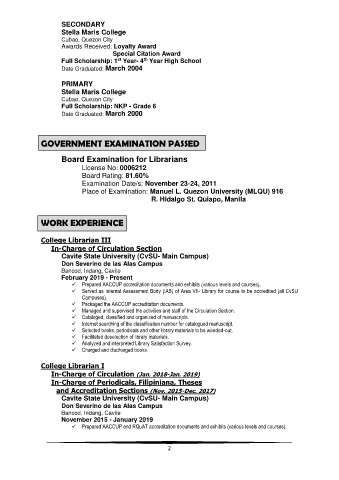 SECONDARY
Stella Maris College
Cubao, Quezon City
Awards Received: Loyalty Award
Special Citation Award
Full Scholarship: 1st Year- 4th Year High School
Date Graduated: March 2004
PRIMARY
Stella Maris College
Cubao, Quezon City
Full Scholarship: NKP - Grade 6
Date Graduated: March 2000
GOVERNMENT EXAMINATION PASSED
Board Examination for Librarians
License No: 0006212
Board Rating: 81.60%
Examination Date/s: November 23-24, 2011
Place of Examination: Manuel L. Quezon University (MLQU) 916
R. Hidalgo St. Quiapo, Manila
WORK EXPERIENCE
College Librarian III
In-Charge of Circulation Section
Cavite State University (CvSU- Main Campus)
Don Severino de las Alas Campus
Bancod, Indang, Cavite
February 2019 - Present
✓ Prepared AACCUP accreditation documents and exhibits (various levels and courses).
✓ Served as Internal Assessment Body (IAB) of Area VII- Library for course to be accredited (all CvSU
Campuses).
✓ Packaged the AACCUP accreditation documents.
✓ Managed and supervised the activities and staff of the Circulation Section.
✓ Cataloged, classified and organized of manuscripts.
✓ Internet searching of the classification number for catalogued manuscript.
✓ Selected books, periodicals and other library materials to be weeded-out.
✓ Facilitated deselection of library materials.
✓ Analyzed and interpreted Library Satisfaction Survey.
✓ Charged and discharged books.
College Librarian I
In-Charge of Circulation (Jan. 2018-Jan. 2019)
In-Charge of Periodicals, Filipiniana, Theses
and Accreditation Sections (Nov. 2015-Dec. 2017)
Cavite State University (CvSU- Main Campus)
Don Severino de las Alas Campus
Bancod, Indang, Cavite
November 2015 - January 2019
✓ Prepared AACCUP and RQuAT accreditation documents and exhibits (various levels and courses).
2